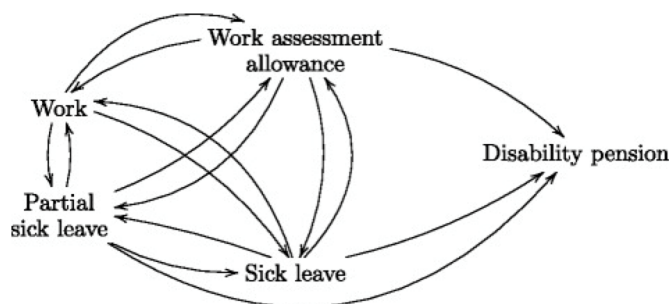 Work assessment
allowance
Work
Disability pension
Partial
sick leave
Sick leave